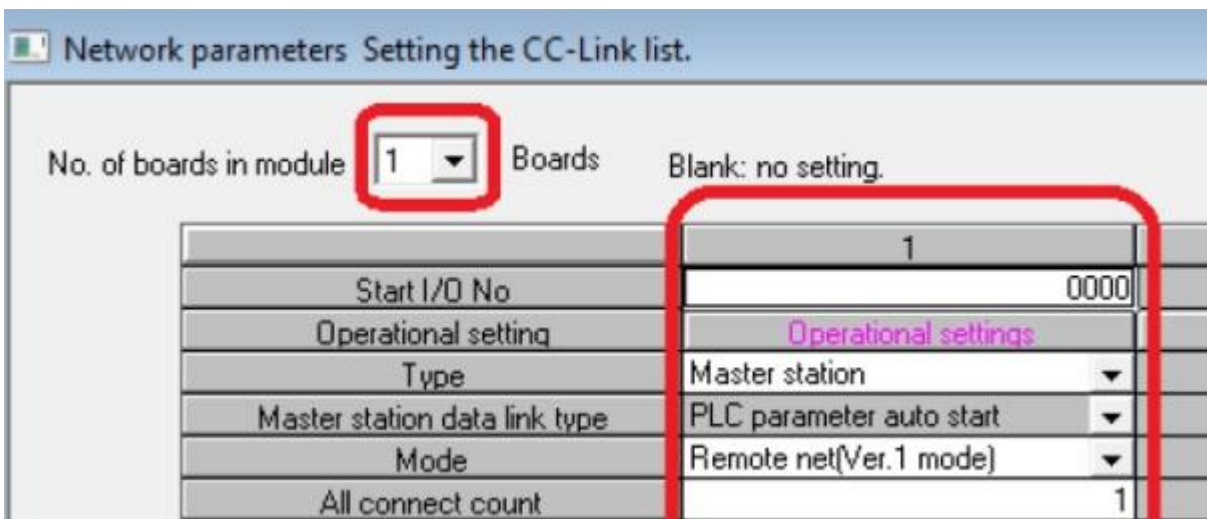 Network parameters Setting the CC-Link list.
No. of boards in module 1 Boards Blank: no setting.
1
Start I/O No 0000
Operational setting Operational settings
Type Master station
Master station data link type PLC parameter auto start
Mode Remote net(Ver.1 mode)
All connect count 1